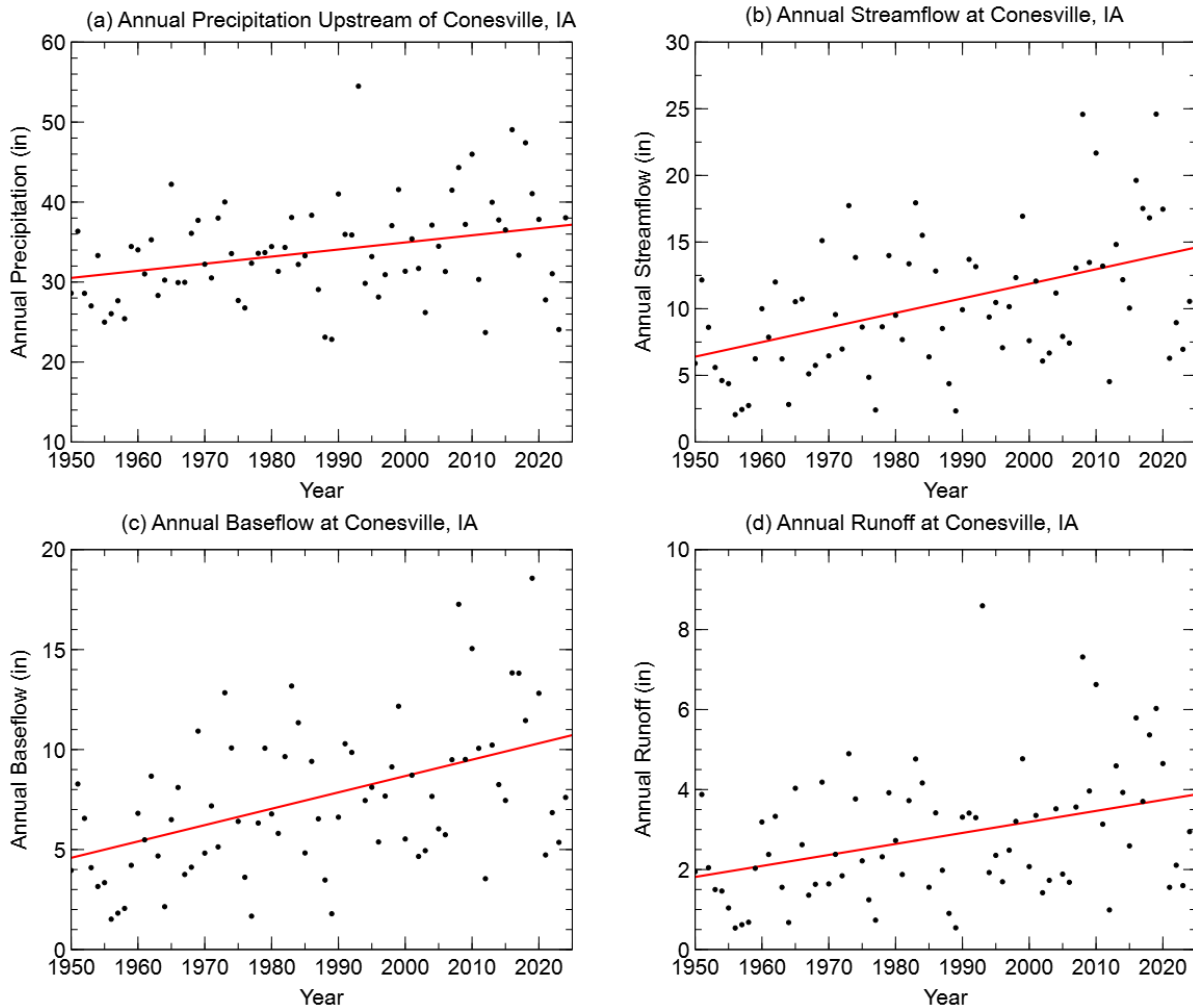 (a) Annual Precipitation Upstream of Conesville, IA
60
50
40
30
20
10
Annual Precipitation (in)
1950 1960 1970 1980 1990 2000 2010 2020
Year
(b) Annual Streamflow at Conesville, IA
30
25
20
15
10
5
0
Annual Streamflow (in)
1950 1960 1970 1980 1990 2000 2010 2020
Year
(c) Annual Baseflow at Conesville, IA
20
15
10
5
0
Annual Baseflow (in)
1950 1960 1970 1980 1990 2000 2010 2020
Year
(d) Annual Runoff at Conesville, IA
10
8
6
4
2
0
Annual Runoff (in)
1950 1960 1970 1980 1990 2000 2010 2020
Year